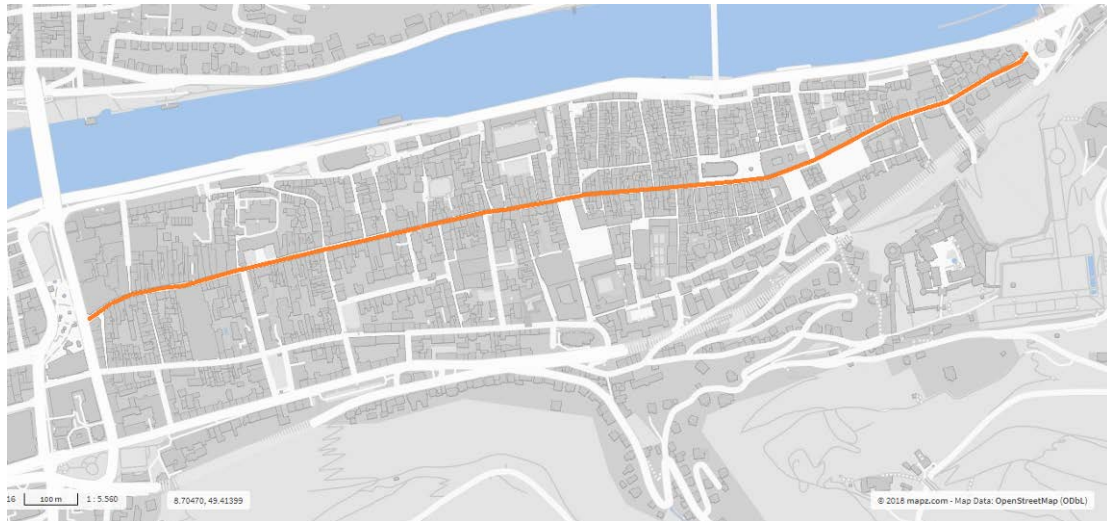 16 100 m 1 : 5.560
8.70470, 49.41399
© 2018 mapz.com - Map Data: OpenStreetMap (ODbL)